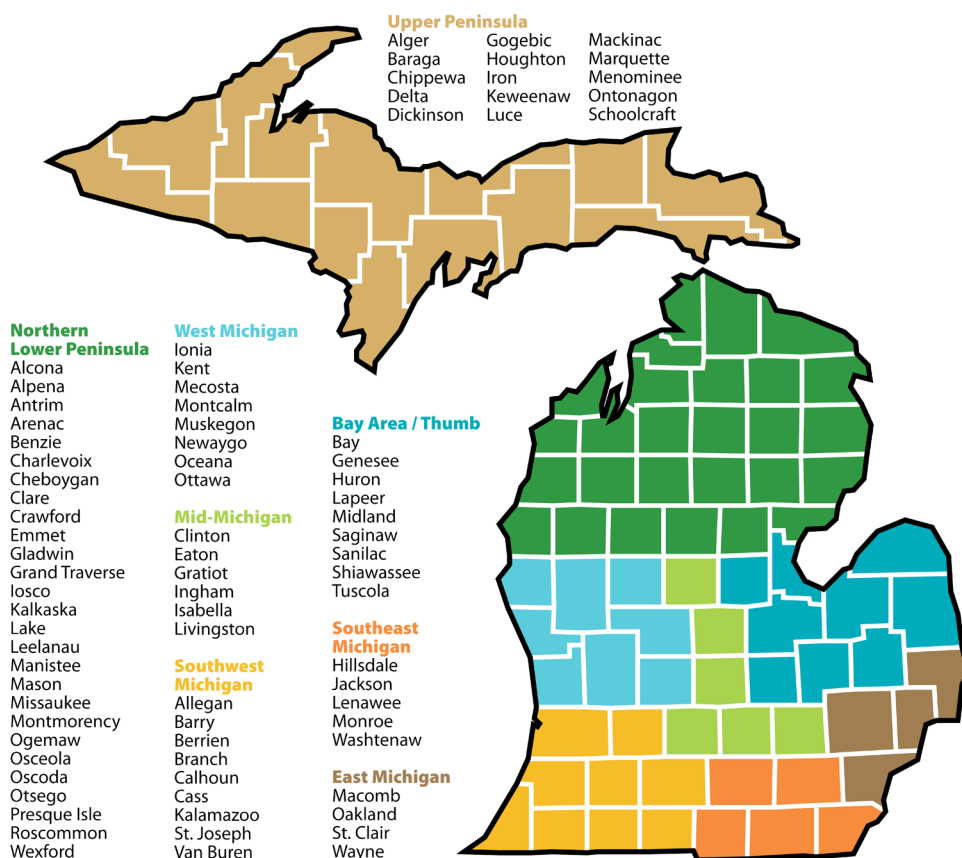 Upper Peninsula
Alger
Baraga
Chippewa
Delta
Dickinson
Gogebic
Houghton
Iron
Keweenaw
Luce
Mackinac
Marquette
Menominee
Ontonagon
Schoolcraft
Northern
Lower Peninsula
Alcona
Alpena
Antrim
Arenac
Benzie
Charlevoix
Cheboygan
Clare
Crawford
Emmet
Gladwin
Grand Traverse
Iosco
Kalkaska
Lake
Leelanau
Manistee
Mason
Missaukee
Montmorency
Ogemaw
Osceola
Oscoda
Otsego
Presque Isle
Roscommon
Wexford
West Michigan
Ionia
Kent
Mecosta
Montcalm
Muskegon
Newaygo
Oceana
Ottawa
Mid-Michigan
Clinton
Eaton
Gratiot
Ingham
Isabella
Livingston
Southwest
Michigan
Allegan
Barry
Berrien
Branch
Calhoun
Cass
Kalamazoo
St. Joseph
Van Buren
Bay Area / Thumb
Bay
Genesee
Huron
Lapeer
Midland
Saginaw
Sanilac
Shiawassee
Tuscola
Southeast
Michigan
Hillsdale
Jackson
Lenawee
Monroe
Washtenaw
East Michigan
Macomb
Oakland
St. Clair
Wayne